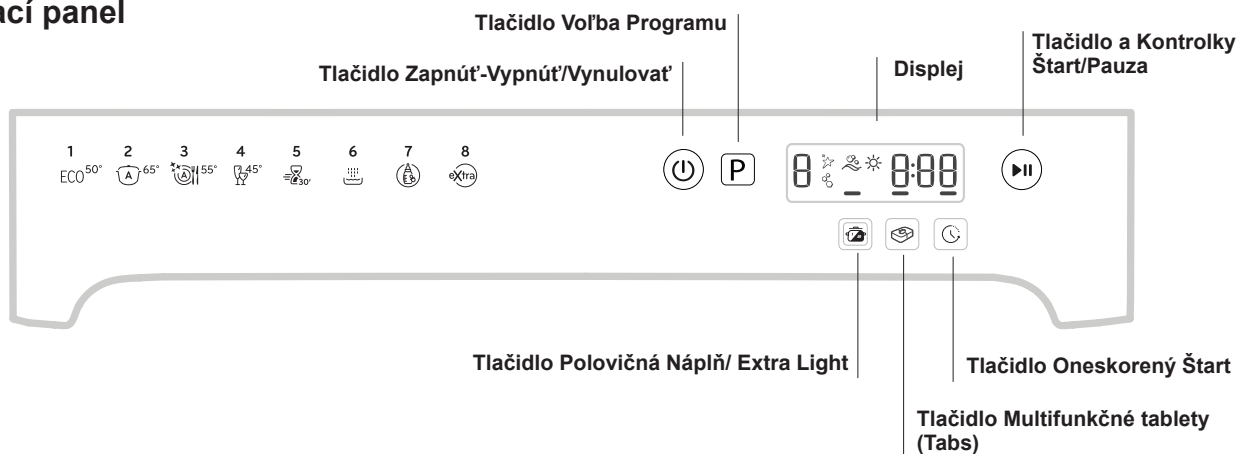 ací panel
Tlačidlo Voľba Programu
Tlačidlo a Kontrolky
Štart/Pauza
Tlačidlo Zapnúť-Vypnúť/Vynulovať
Displej
1 2 3 4 5 6 7 8
ECO 50° A 65° A 55° 45° 30' eXtra
P
8 8:88
Tlačidlo Polovičná Náplň/ Extra Light
Tlačidlo Oneskorený Štart
Tlačidlo Multifunkčné tablety
(Tabs)